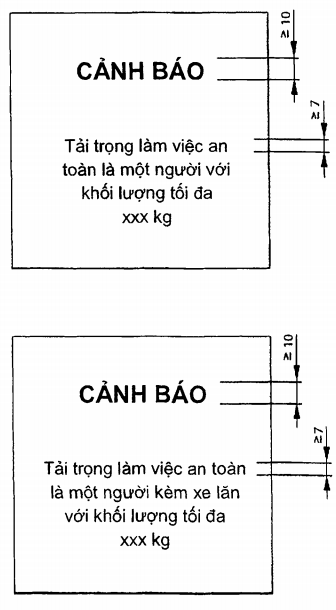 ≥ 10
CẢNH BÁO
≥ 7
Tải trọng làm việc an
toàn là một người với
khối lượng tối đa
xxx kg
≥ 10
CẢNH BÁO
≥ 7
Tải trọng làm việc an toàn
là một người kèm xe lăn
với khối lượng tối đa
xxx kg